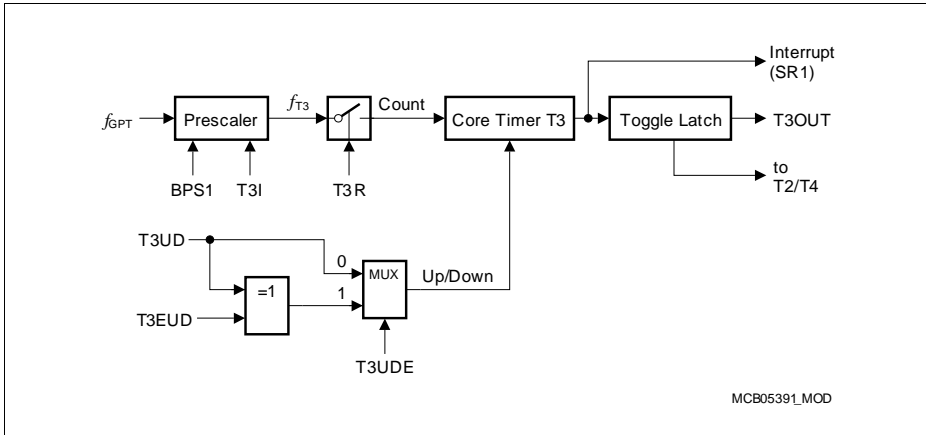 Interrupt
(SR1)
fGPT
Prescaler
fT3
Count
Core Timer T3
Toggle Latch
T3OUT
BPS1
T3I
T3R
to
T2/T4
T3UD
0
MUX
Up/Down
=1
1
T3EUD
T3UDE
MCB05391_MOD